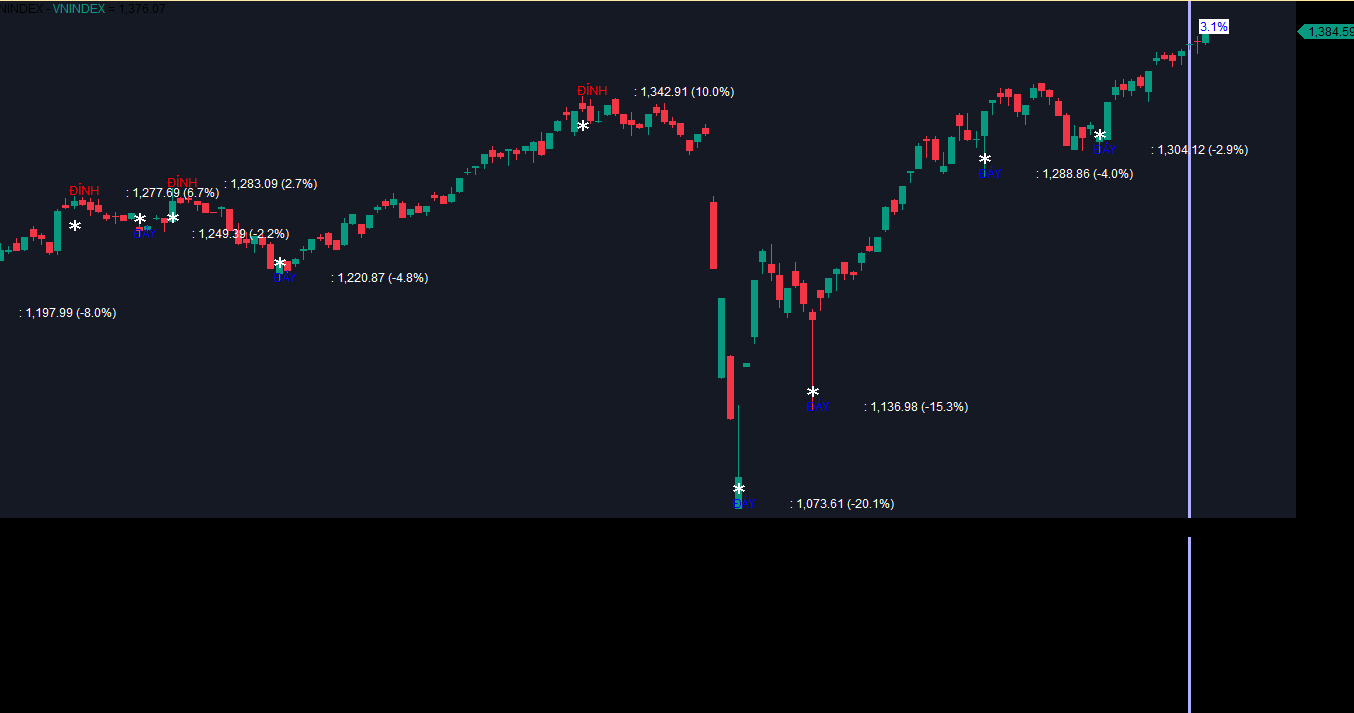 VNINDEX - VNINDEX = 1,376.07
3.1%
1,384.59
ĐỈNH : 1,342.91 (10.0%)
ĐÁY : 1,304.12 (-2.9%)
ĐÁY : 1,288.86 (-4.0%)
ĐỈNH : 1,283.09 (2.7%)
ĐỈNH : 1,277.69 (6.7%)
ĐÁY : 1,249.39 (-2.2%)
ĐÁY : 1,220.87 (-4.8%)
: 1,197.99 (-8.0%)
ĐÁY : 1,136.98 (-15.3%)
ĐÁY : 1,073.61 (-20.1%)